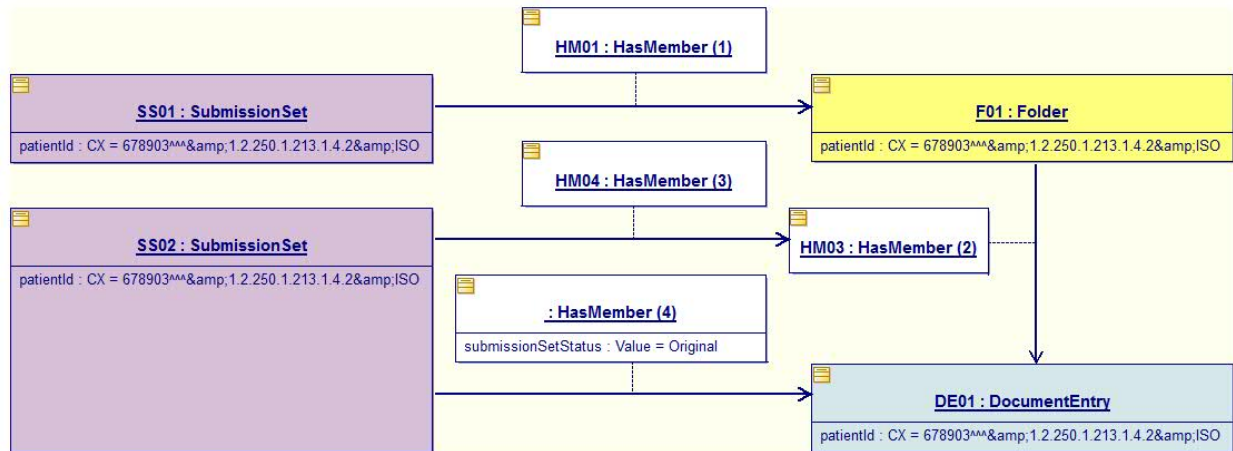 HM01 : HasMember (1)
SS01 : SubmissionSet
patientId : CX = 678903^^^&amp;1.2.250.1.213.1.4.2&amp;ISO
F01 : Folder
patientId : CX = 678903^^^&amp;1.2.250.1.213.1.4.2&amp;ISO
HM04 : HasMember (3)
SS02 : SubmissionSet
patientId : CX = 678903^^^&amp;1.2.250.1.213.1.4.2&amp;ISO
HM03 : HasMember (2)
: HasMember (4)
submissionSetStatus : Value = Original
DE01 : DocumentEntry
patientId : CX = 678903^^^&amp;1.2.250.1.213.1.4.2&amp;ISO